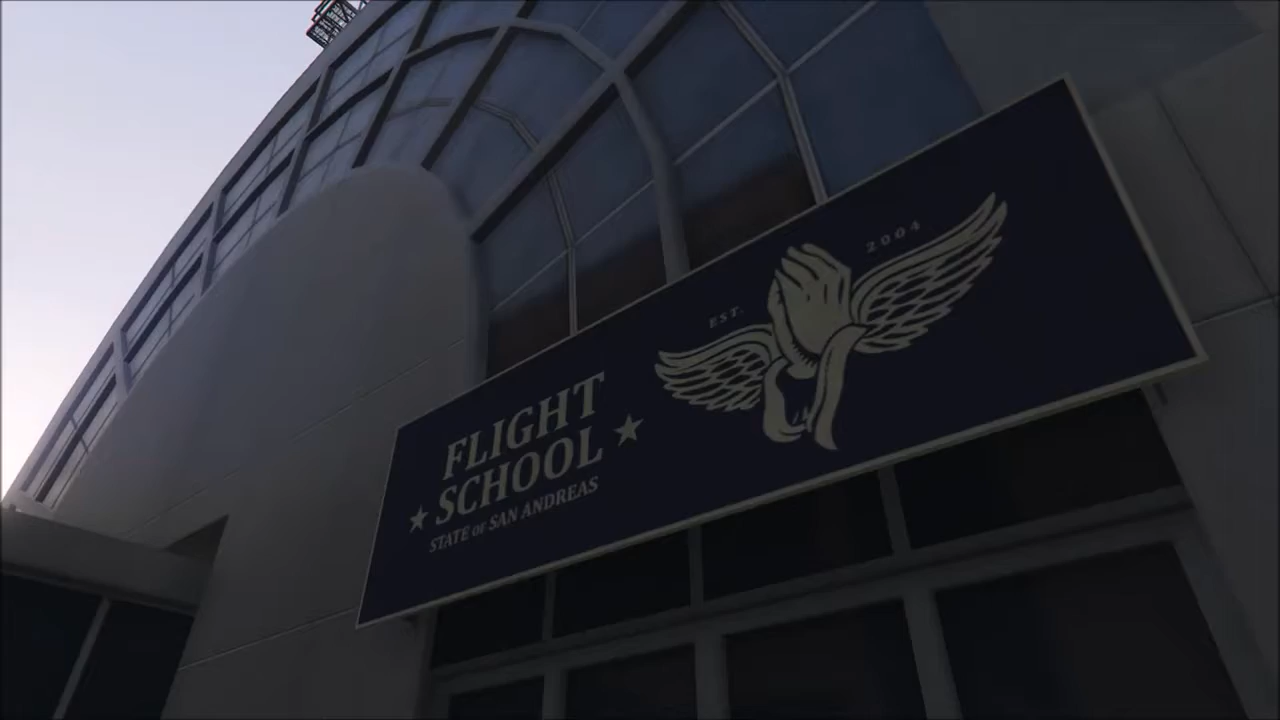 FLIGHT
SCHOOL
STATE OF SAN ANDREAS
EST.
2004